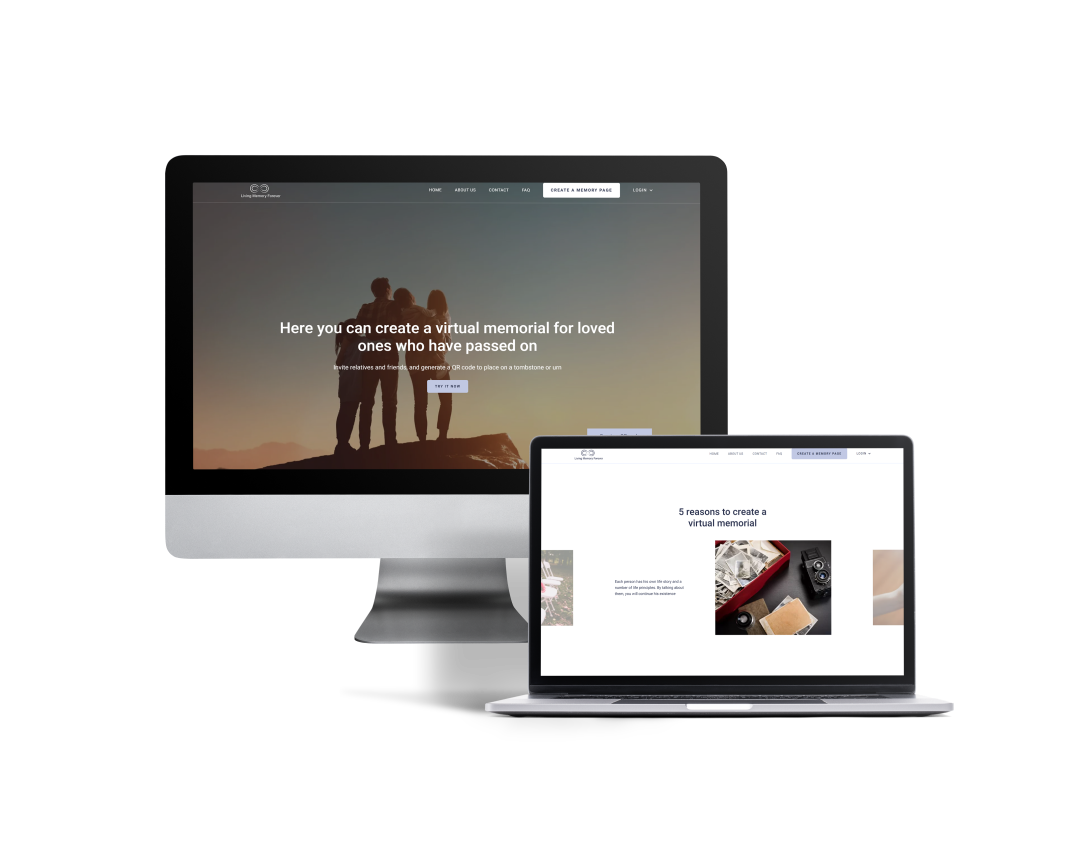 Living Memory Forever
HOME ABOUT US CONTACT FAQ CREATE A MEMORY PAGE LOGIN
Here you can create a virtual memorial for loved
ones who have passed on
Invite relatives and friends, and generate a QR code to place on a tombstone or urn
TRY IT NOW
Living Memory Forever
HOME ABOUT US CONTACT FAQ CREATE A MEMORY PAGE LOGIN
5 reasons to create a
virtual memorial
Each person has his own life story and a
number of life principles. By talking about
them, you will continue his existence